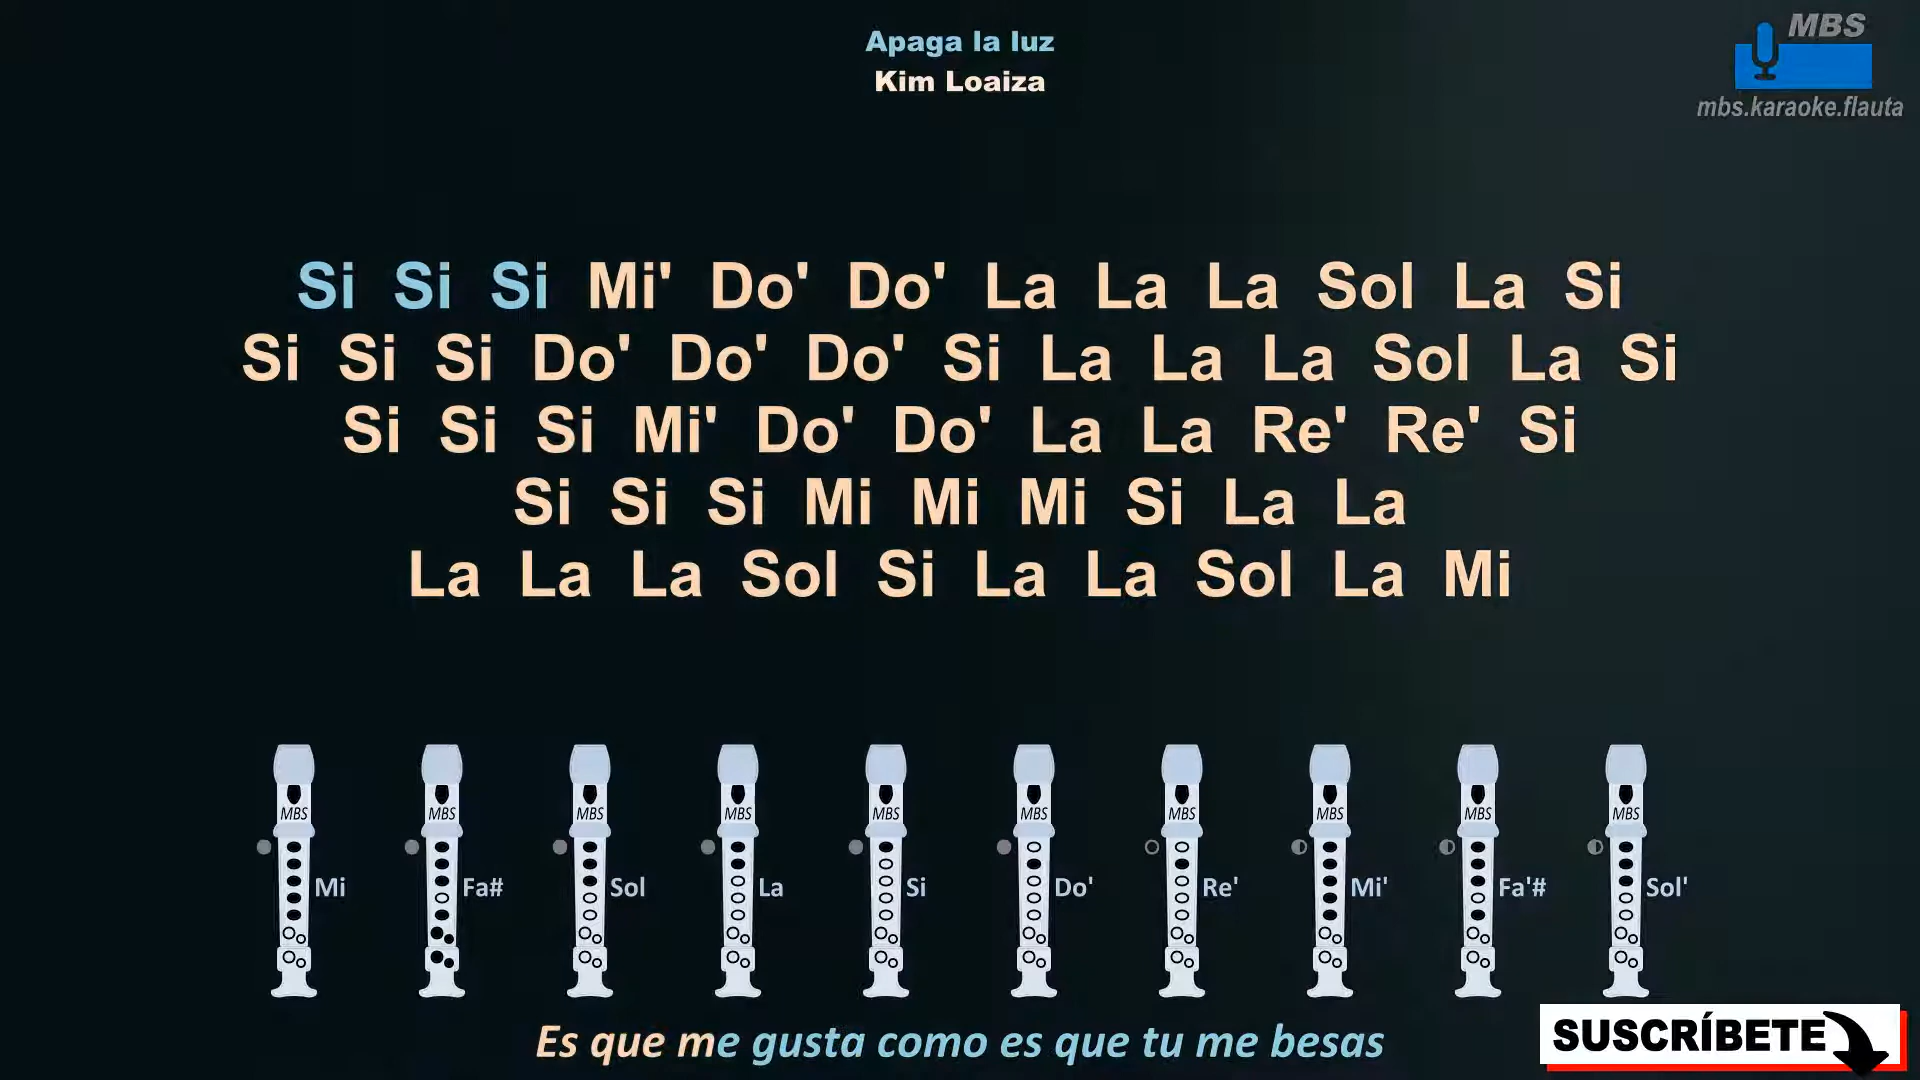 Apaga la luz
Kim Loaiza
MBS
mbs.karaoke.flauta
Si Si Si Mi' Do' Do' La La La Sol La Si
Si Si Si Do' Do' Do' Si La La La Sol La Si
Si Si Si Mi' Do' Do' La La Re' Re' Si
Si Si Si Mi Mi Mi Si La La
La La La Sol Si La La Sol La Mi
MBS MBS MBS MBS MBS MBS MBS MBS MBS MBS
Mi Fa# Sol La Si Do' Re' Mi' Fa'# Sol'
Es que me gusta como es que tu me besas
SUSCRÍBETE